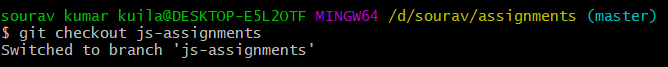 sourav kumar kuila@DESKTOP-E5L2OTF MINGW64 /d/sourav/assignments (master)
$ git checkout js-assignments
Switched to branch 'js-assignments'